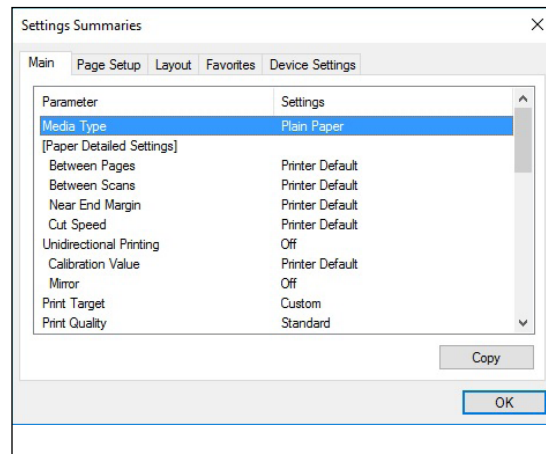 Settings Summaries
Main Page Setup Layout Favorites Device Settings
Parameter Settings
Media Type Plain Paper
[Paper Detailed Settings]
Between Pages Printer Default
Between Scans Printer Default
Near End Margin Printer Default
Cut Speed Printer Default
Unidirectional Printing Off
Calibration Value Printer Default
Mirror Off
Print Target Custom
Print Quality Standard
Copy
OK